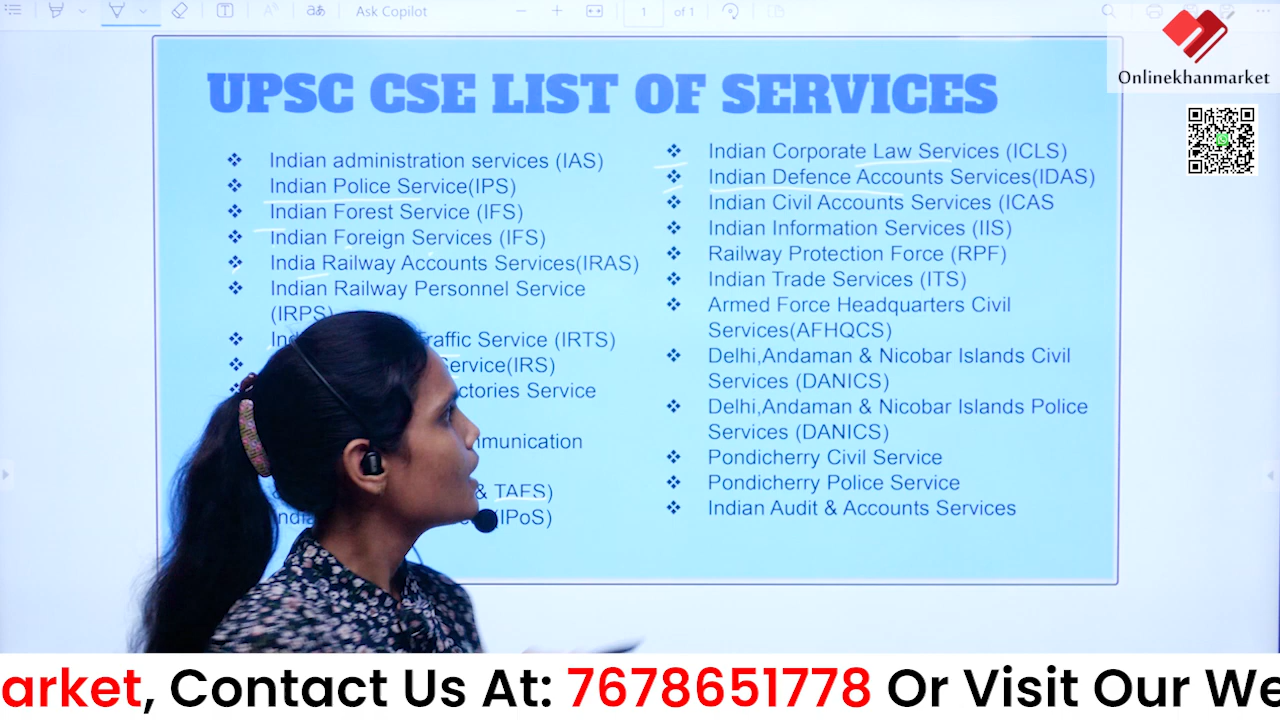 Ask Copilot
1 of 1
Onlinekhanmarket
UPSC CSE LIST OF SERVICES
Indian administration services (IAS)
Indian Police Service(IPS)
Indian Forest Service (IFS)
Indian Foreign Services (IFS)
India Railway Accounts Services(IRAS)
Indian Railway Personnel Service
(IRPS)
Service (IRTS)
(IRS)
Service
& TAFS)
(IPoS)
Indian Corporate Law Services (ICLS)
Indian Defence Accounts Services(IDAS)
Indian Civil Accounts Services (ICAS
Indian Information Services (IIS)
Railway Protection Force (RPF)
Indian Trade Services (ITS)
Armed Force Headquarters Civil
Services(AFHQCS)
Delhi,Andaman & Nicobar Islands Civil
Services (DANICS)
Delhi,Andaman & Nicobar Islands Police
Services (DANICS)
Pondicherry Civil Service
Pondicherry Police Service
Indian Audit & Accounts Services
arket, Contact Us At: 7678651778 Or Visit Our We